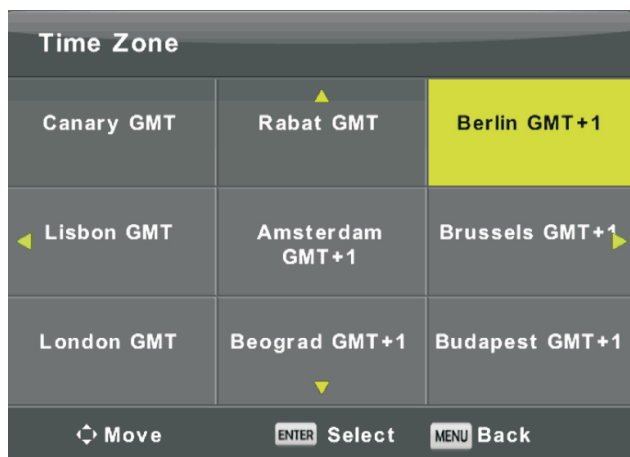 Time Zone
Canary GMT
Rabat GMT
Berlin GMT+1
Lisbon GMT
Amsterdam
GMT+1
Brussels GMT+1
London GMT
Beograd GMT+1
Budapest GMT+1
Move
ENTER Select
MENU Back